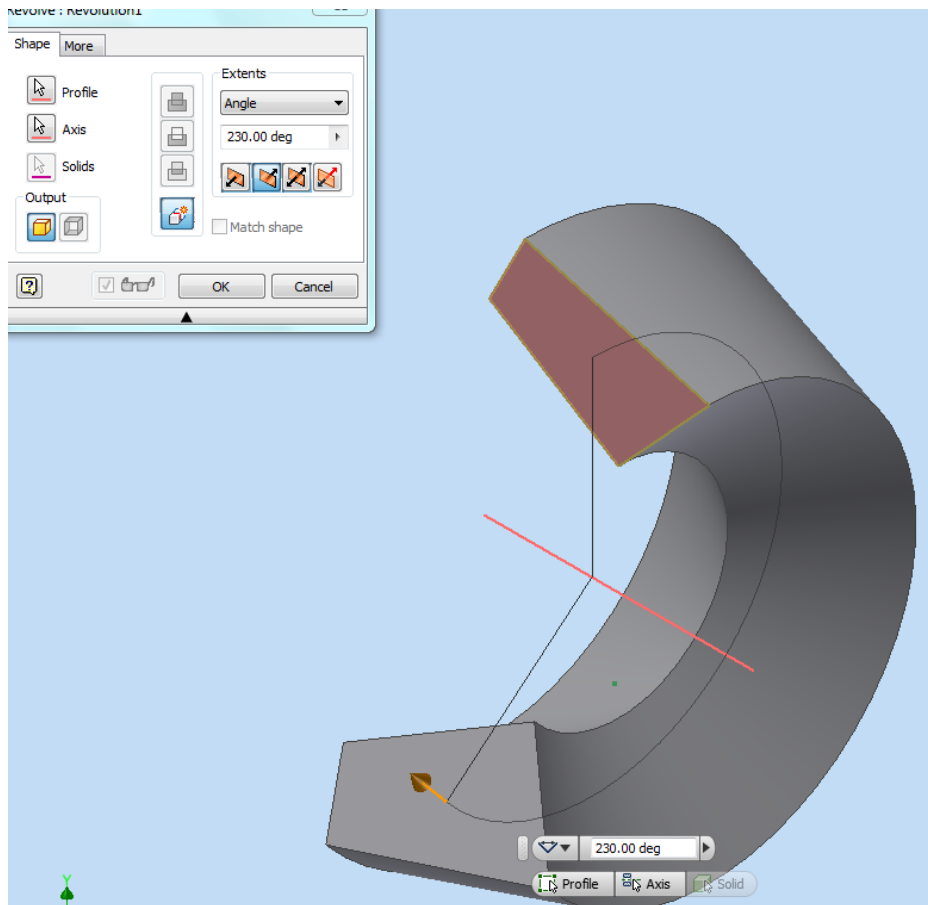 Revolve : Revolution1
Shape More
Profile
Axis
Solids
Output
Extents
Angle
230.00 deg
Match shape
OK Cancel
230.00 deg
Profile Axis Solid
Y